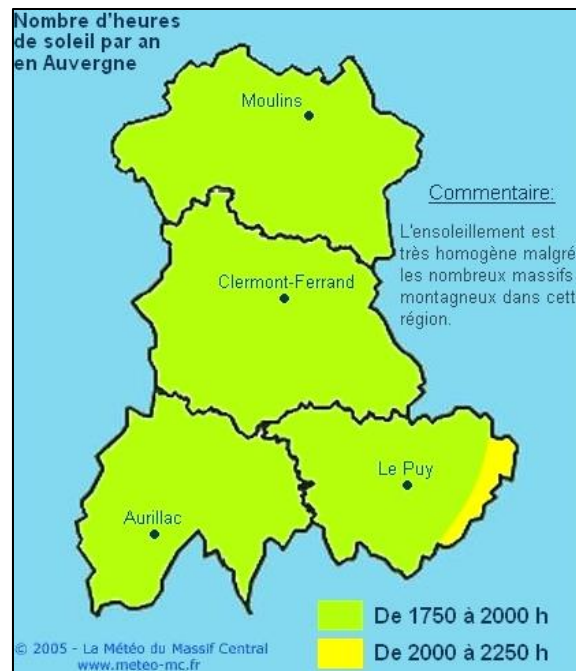 Nombre d'heures
de soleil par an
en Auvergne
Moulins
Commentaire:
L'ensoleillement est
très homogène malgré
les nombreux massifs
montagneux dans cett
région.
Clermont-Ferrand
Le Puy
Aurillac
De 1750 à 2000 h
De 2000 à 2250 h
© 2005 - La Météo du Massif Central
www.meteo-mc.fr